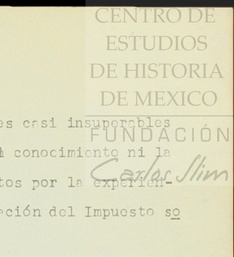 CENTRO DE
ESTUDIOS
DE HISTORIA
DE MEXICO
es casi insuperables
FUNDACIÓN
conocimiento ni la
Carlos Slim
tos por la experien-
ción del Impuesto so